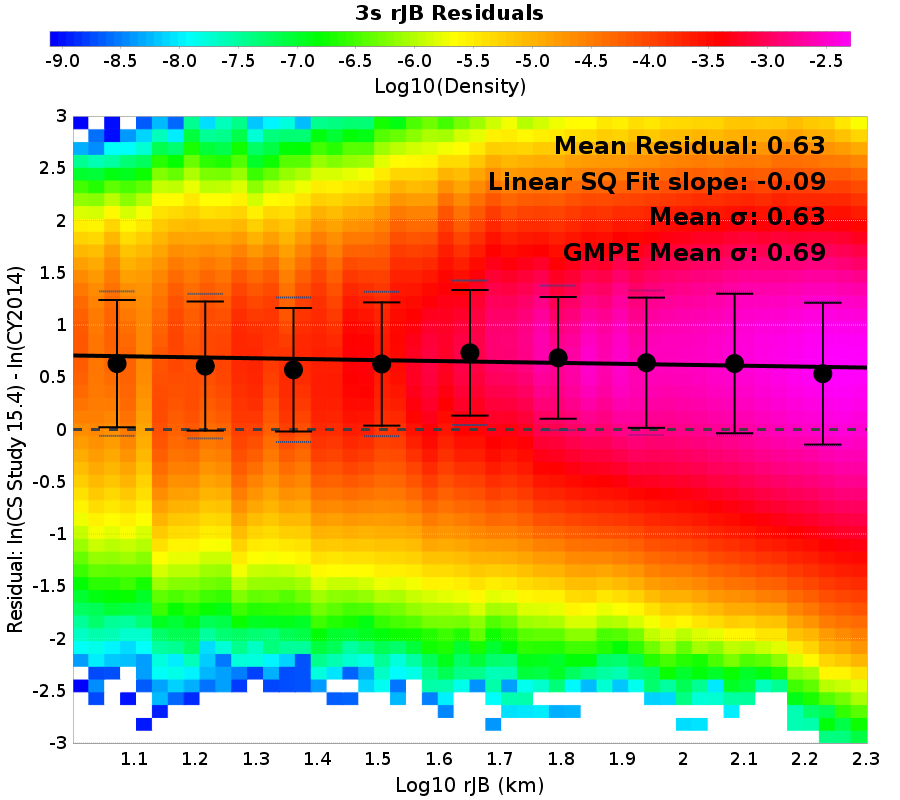 3s rJB Residuals
-9.0 -8.5 -8.0 -7.5 -7.0 -6.5 -6.0 -5.5 -5.0 -4.5 -4.0 -3.5 -3.0 -2.5
Log10(Density)
Mean Residual: 0.63
Linear SQ Fit slope: -0.09
Mean σ: 0.63
GMPE Mean σ: 0.69
Residual: ln(CS Study 15.4) - ln(CY2014)
3
2.5
2
1.5
1
0.5
0
-0.5
-1
-1.5
-2
-2.5
-3
1.1 1.2 1.3 1.4 1.5 1.6 1.7 1.8 1.9 2 2.1 2.2 2.3
Log10 rJB (km)